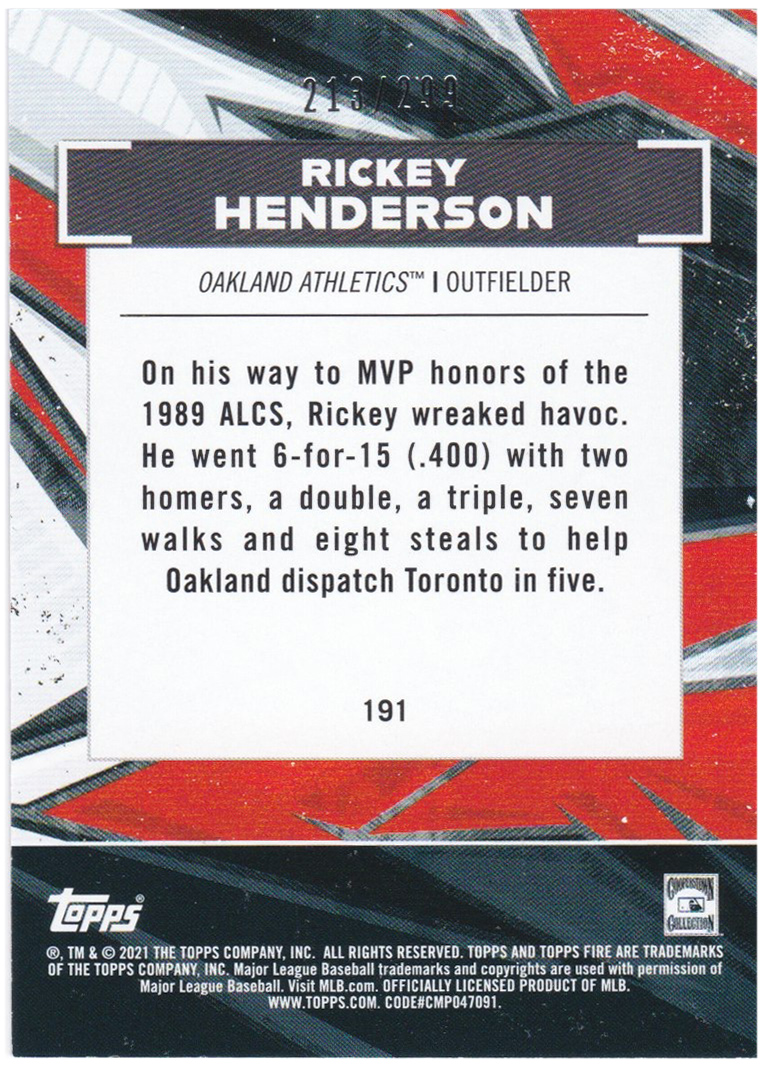 213/299
RICKEY
HENDERSON
OAKLAND ATHLETICS™ | OUTFIELDER
On his way to MVP honors of the
1989 ALCS, Rickey wreaked havoc.
He went 6-for-15 (.400) with two
homers, a double, a triple, seven
walks and eight steals to help
Oakland dispatch Toronto in five.
191
topps®
COOPERSTOWN
COLLECTION
®, TM & © 2021 THE TOPPS COMPANY, INC. ALL RIGHTS RESERVED. TOPPS AND TOPPS FIRE ARE TRADEMARKS
OF THE TOPPS COMPANY, INC. Major League Baseball trademarks and copyrights are used with permission of
Major League Baseball. Visit MLB.com. OFFICIALLY LICENSED PRODUCT OF MLB.
WWW.TOPPS.COM. CODE#CMP047091.